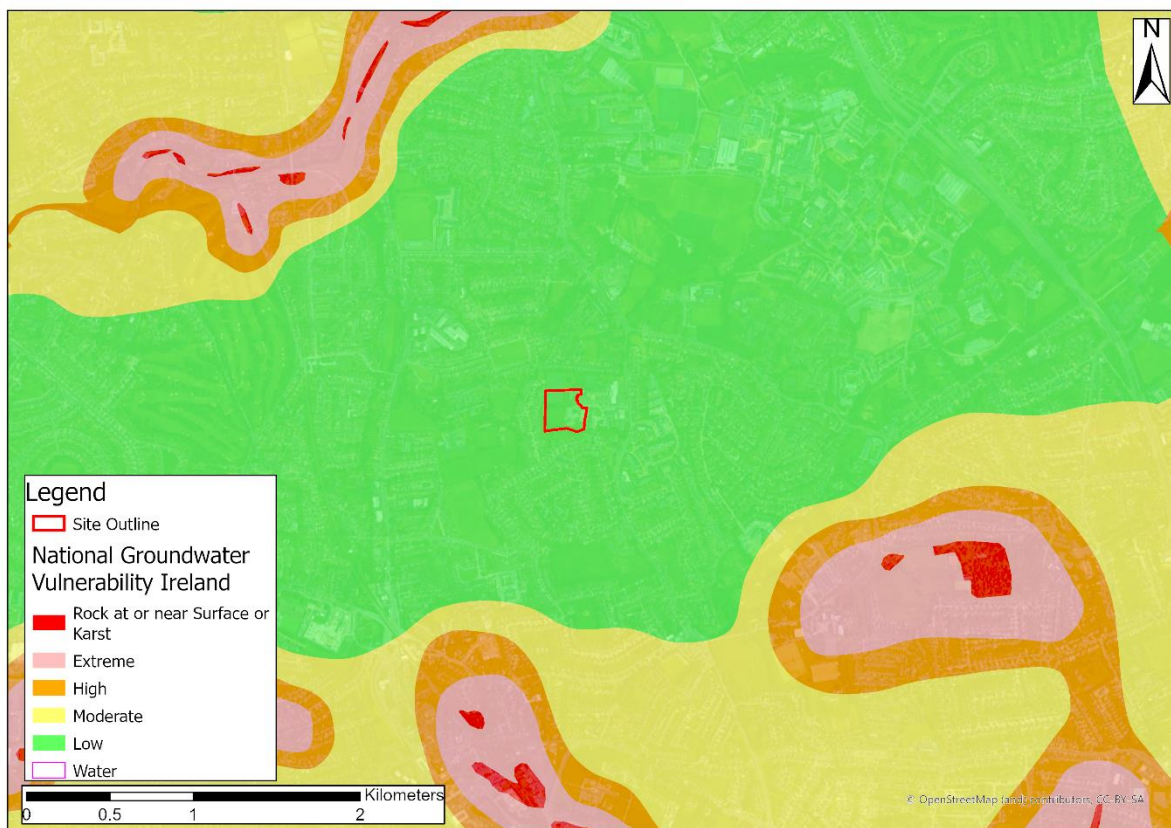 N
Legend
Site Outline
National Groundwater
Vulnerability Ireland
Rock at or near Surface or
Karst
Extreme
High
Moderate
Low
Water
Kilometers
0 0.5 1 2
© OpenStreetMap (and) contributors, CC-BY-SA